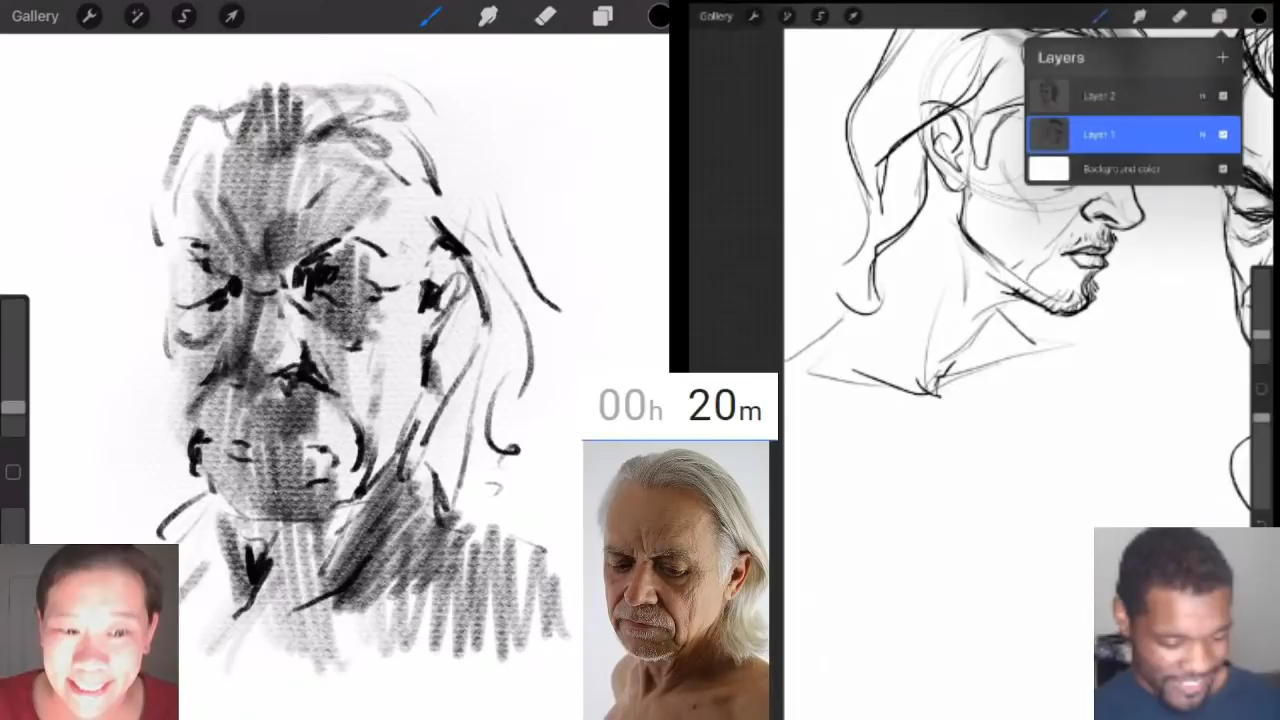 Gallery
Gallery
Layers
Layer 2 N
Layer 1 N
Background color
00h 20m